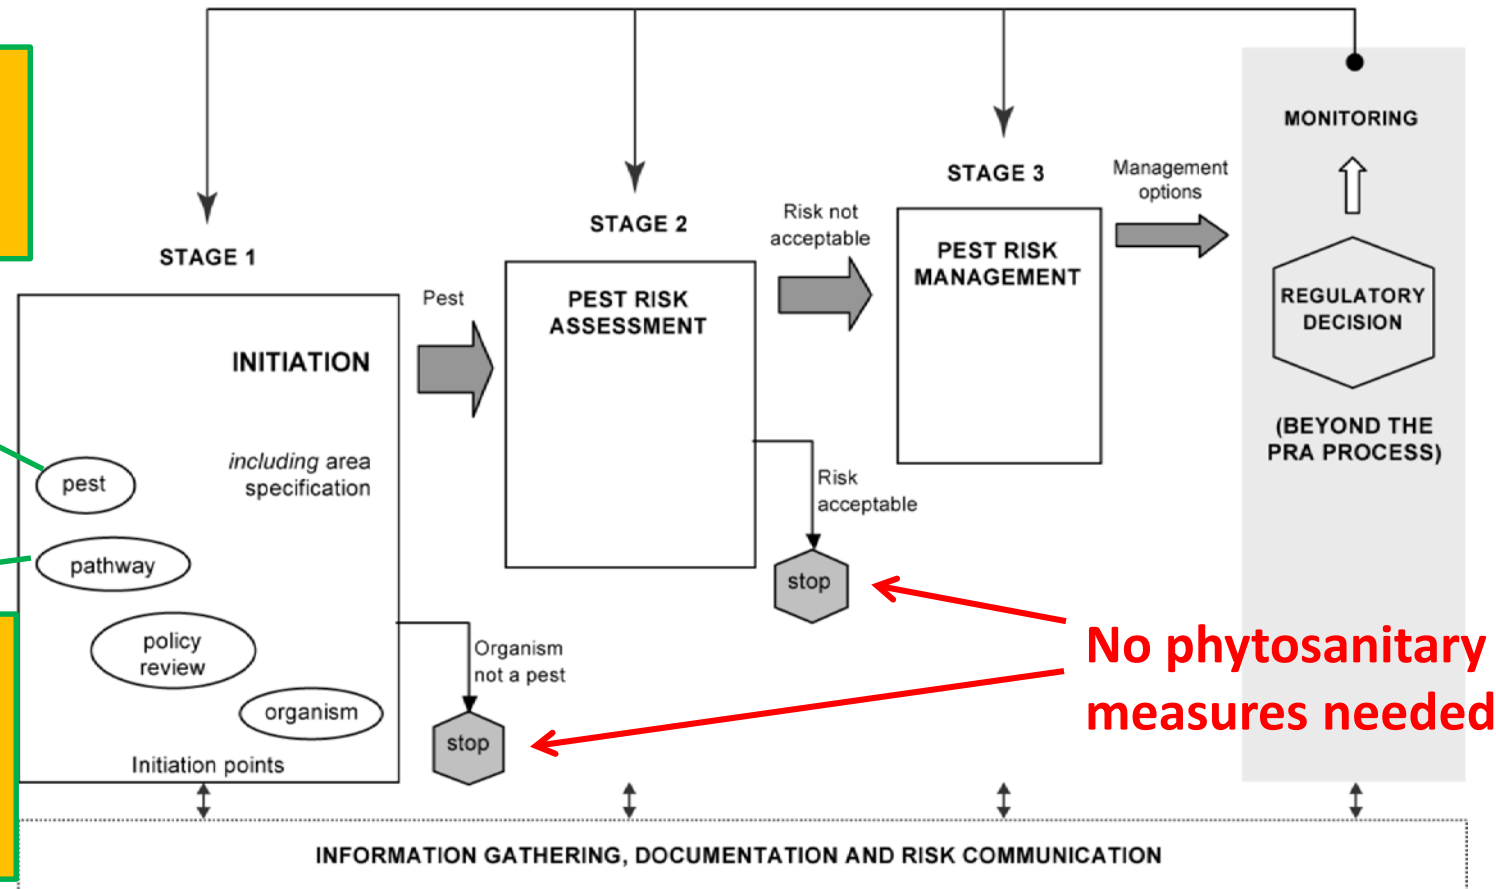 STAGE 1
INITIATION
including area
specification
pest
pathway
policy
review
organism
Initiation points
Pest
Organism
not a pest
stop
STAGE 2
PEST RISK
ASSESSMENT
Risk not
acceptable
Risk
acceptable
stop
STAGE 3
PEST RISK
MANAGEMENT
Management
options
MONITORING
REGULATORY
DECISION
(BEYOND THE
PRA PROCESS)
No phytosanitary
measures needed
INFORMATION GATHERING, DOCUMENTATION AND RISK COMMUNICATION